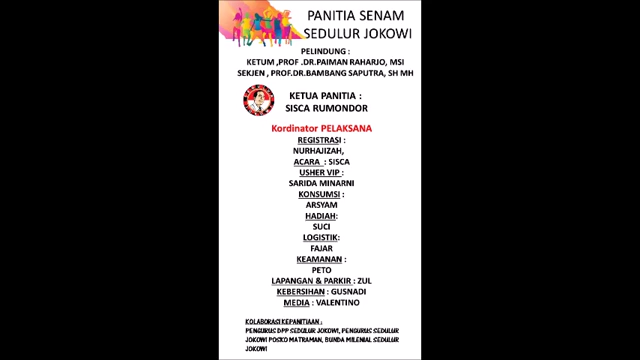 PANITIA SENAM
SEDULUR JOKOWI
PELINDUNG :
KETUM ,PROF .DR.PAIMAN RAHARJO, MSI
SEKJEN , PROF.DR.BAMBANG SAPUTRA, SH MH
KETUA PANITIA :
SISCA RUMONDOR
Kordinator PELAKSANA
REGISTRASI :
NURHAJIZAH,
ACARA : SISCA
USHER VIP :
SARIDA MINARNI
KONSUMSI :
ARSYAM
HADIAH:
SUCI
LOGISTIK:
FAJAR
KEAMANAN :
PETO
LAPANGAN & PARKIR : ZUL
KEBERSIHAN : GUSNADI
MEDIA : VALENTINO
KOLABORASI KEPANITIAAN :
PENGURUS DPP SEDULUR JOKOWI, PENGURUS SEDULUR
JOKOWI POSKO MATRAMAN, BUNDA MILENIAL SEDULUR
JOKOWI